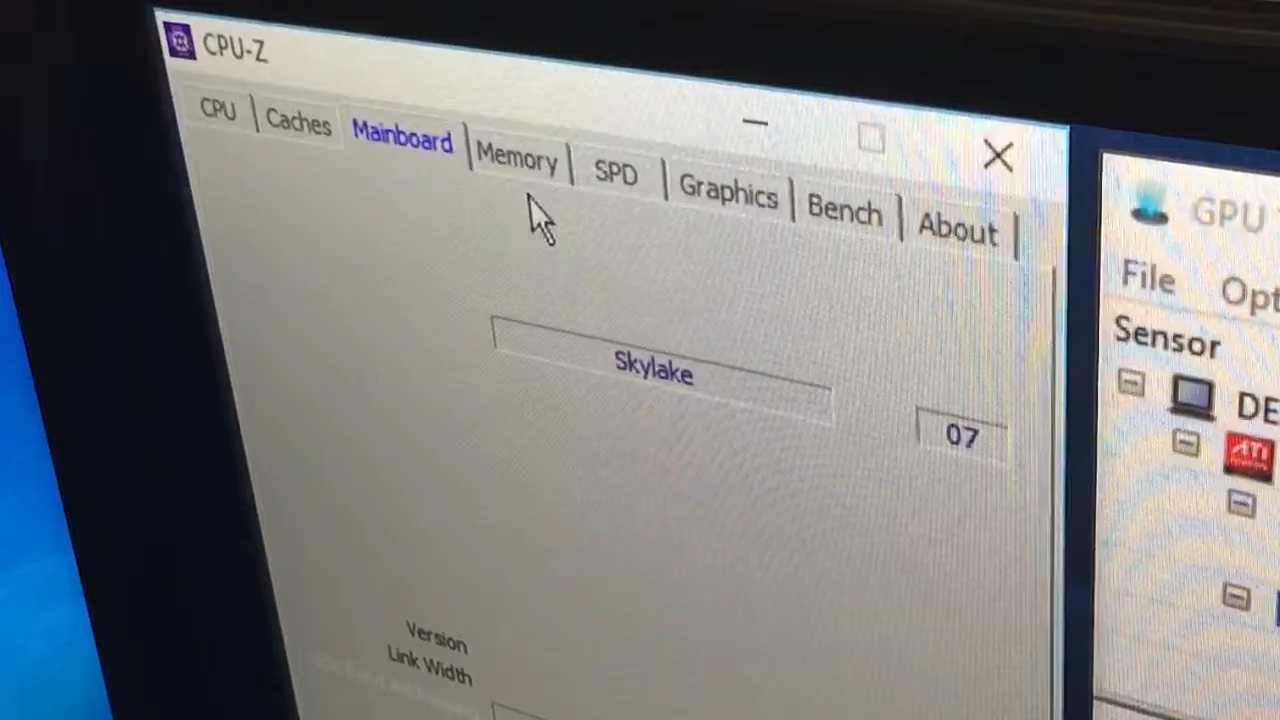 CPU-Z
CPU Caches Mainboard Memory SPD Graphics Bench About
Skylake
07
Version
Link Width
GPU
File Opt
Sensor
DE
ATI